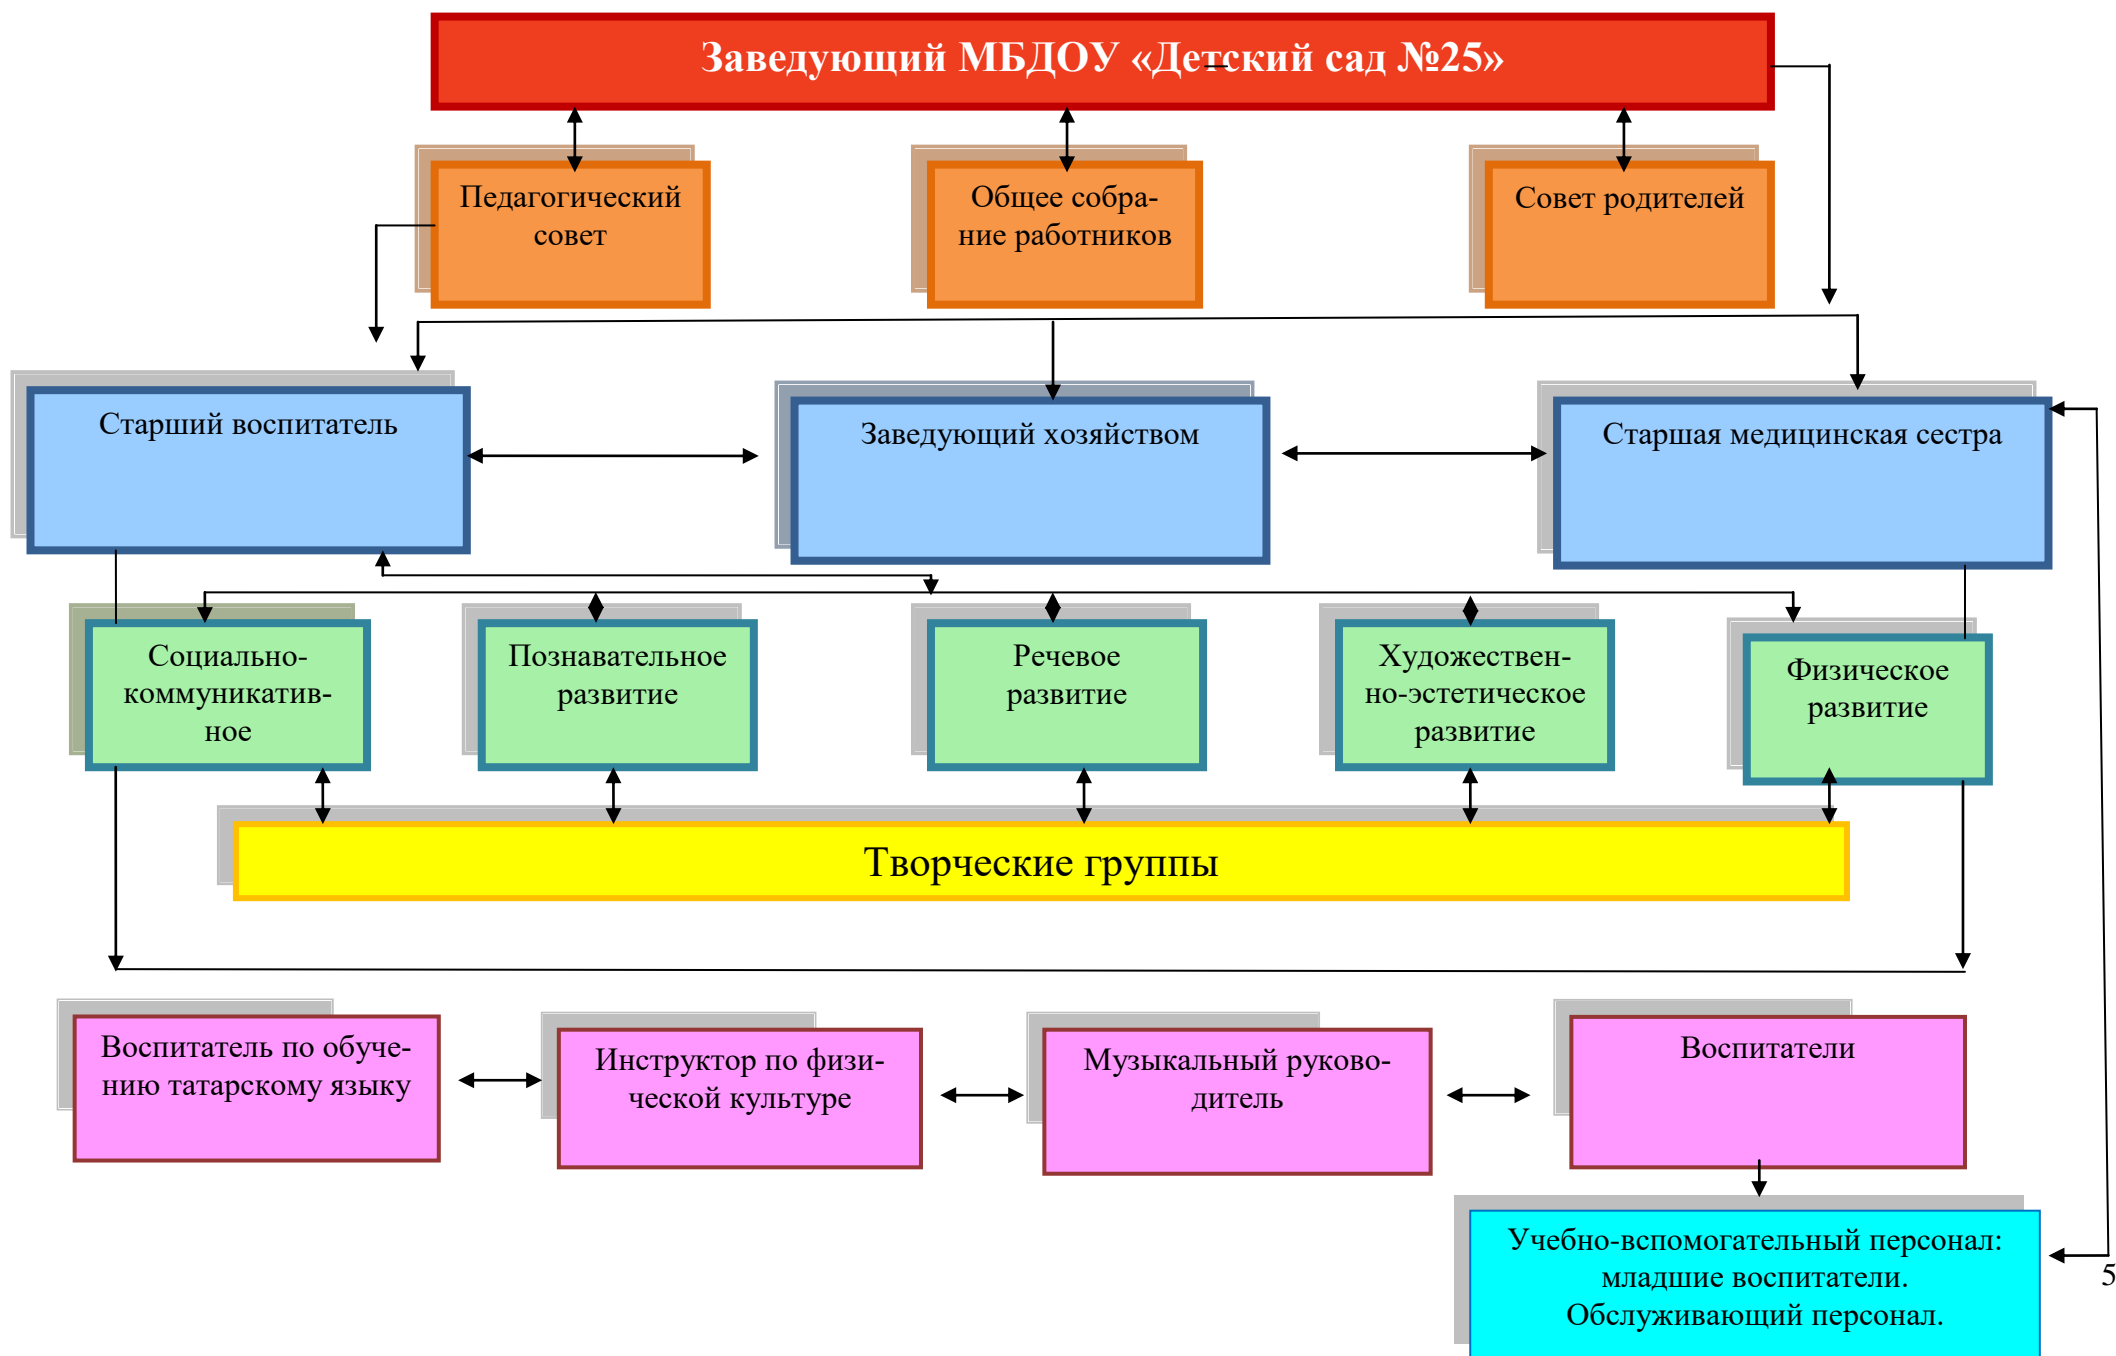 Заведующий МБДОУ «Детский сад №25»
Педагогический
совет
Общее собра-
ние работников
Совет родителей
Старший воспитатель
Заведующий хозяйством
Старшая медицинская сестра
Социально-
коммуникатив-
ное
Познавательное
развитие
Речевое
развитие
Художествен-
но-эстетическое
развитие
Физическое
развитие
Творческие группы
Воспитатель по обуче-
нию татарскому языку
Инструктор по физи-
ческой культуре
Музыкальный руково-
дитель
Воспитатели
Учебно-вспомогательный персонал:
младшие воспитатели.
Обслуживающий персонал.
5